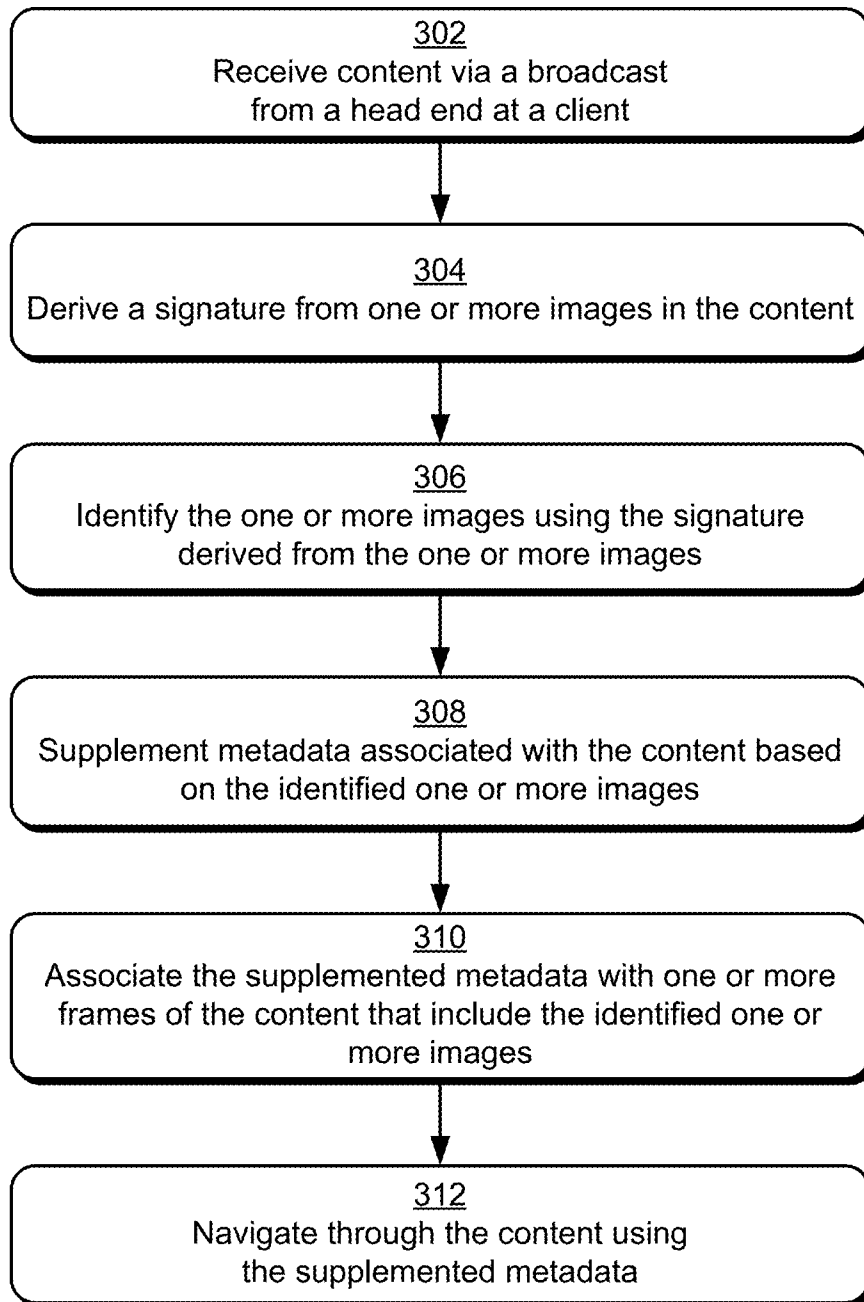 302
Receive content via a broadcast
from a head end at a client
304
Derive a signature from one or more images in the content
306
Identify the one or more images using the signature
derived from the one or more images
308
Supplement metadata associated with the content based
on the identified one or more images
310
Associate the supplemented metadata with one or more
frames of the content that include the identified one or
more images
312
Navigate through the content using
the supplemented metadata